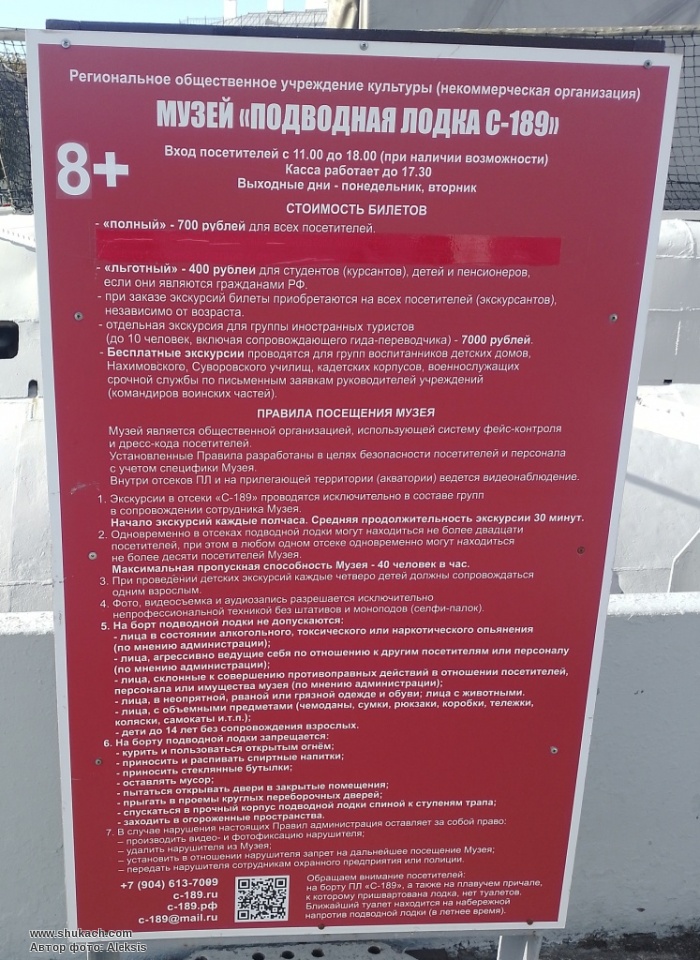 Региональное общественное учреждение культуры (некоммерческая организация)
МУЗЕЙ «ПОДВОДНАЯ ЛОДКА С-189»
8+
Вход посетителей с 11.00 до 18.00 (при наличии возможности)
Касса работает до 17.30
Выходные дни - понедельник, вторник
СТОИМОСТЬ БИЛЕТОВ
- «полный» - 700 рублей для всех посетителей.
- «льготный» - 400 рублей для студентов (курсантов), детей и пенсионеров,
если они являются гражданами РФ.
- при заказе экскурсий билеты приобретаются на всех посетителей (экскурсантов),
независимо от возраста.
- отдельная экскурсия для группы иностранных туристов
(до 10 человек, включая сопровождающего гида-переводчика) - 7000 рублей.
- Бесплатные экскурсии проводятся для групп воспитанников детских домов,
Нахимовского, Суворовского училищ, кадетских корпусов, военнослужащих
срочной службы по письменным заявкам руководителей учреждений
(командиров воинских частей).
ПРАВИЛА ПОСЕЩЕНИЯ МУЗЕЯ
Музей является общественной организацией, использующей систему фейс-контроля
и дресс-кода посетителей.
Установленные Правила разработаны в целях безопасности посетителей и персонала
с учетом специфики Музея.
Внутри отсеков ПЛ и на прилегающей территории (акватории) ведется видеонаблюдение.
1. Экскурсии в отсеки «С-189» проводятся исключительно в составе групп
в сопровождении сотрудника Музея.
Начало экскурсий каждые полчаса. Средняя продолжительность экскурсии 30 минут.
2. Одновременно в отсеках подводной лодки могут находиться не более двадцати
посетителей, при этом в любом одном отсеке одновременно могут находиться
не более десяти посетителей Музея.
Максимальная пропускная способность Музея - 40 человек в час.
3. При проведении детских экскурсий каждые четверо детей должны сопровождаться
одним взрослым.
4. Фото, видеосъемка и аудиозапись разрешается исключительно
непрофессиональной техникой без штативов и моноподов (селфи-палок).
5. На борт подводной лодки не допускаются:
- лица в состоянии алкогольного, токсического или наркотического опьянения
(по мнению администрации);
- лица, агрессивно ведущие себя по отношению к другим посетителям или персоналу
(по мнению администрации);
- лица, склонные к совершению противоправных действий в отношении посетителей,
персонала или имущества музея (по мнению администрации);
- лица, в неопрятной, рваной или грязной одежде и обуви; лица с животными.
- лица, с объемными предметами (чемоданы, сумки, рюкзаки, коробки, тележки,
коляски, самокаты и.т.п.);
- дети до 14 лет без сопровождения взрослых.
6. На борту подводной лодки запрещается:
- курить и пользоваться открытым огнём;
- приносить и распивать спиртные напитки;
- приносить стеклянные бутылки;
- оставлять мусор;
- пытаться открывать двери в закрытые помещения;
- прыгать в проемы круглых переборочных дверей;
- спускаться в прочный корпус подводной лодки спиной к ступеням трапа;
- заходить в огороженные пространства.
7. В случае нарушения настоящих Правил администрация оставляет за собой право:
– производить видео- и фотофиксацию нарушителя;
– удалить нарушителя из Музея;
– установить в отношении нарушителя запрет на дальнейшее посещение Музея;
– передать нарушителя сотрудникам охранного предприятия или полиции.
+7 (904) 613-7099
c-189.ru
с-189.рф
c-189@mail.ru
Обращаем внимание посетителей:
на борту ПЛ «С-189», а также на плавучем причале,
к которому пришвартована лодка, нет туалетов.
Ближайший туалет находится на набережной
напротив подводной лодки (в летнее время).
www.shukach.com
Автор фото: Aleksis